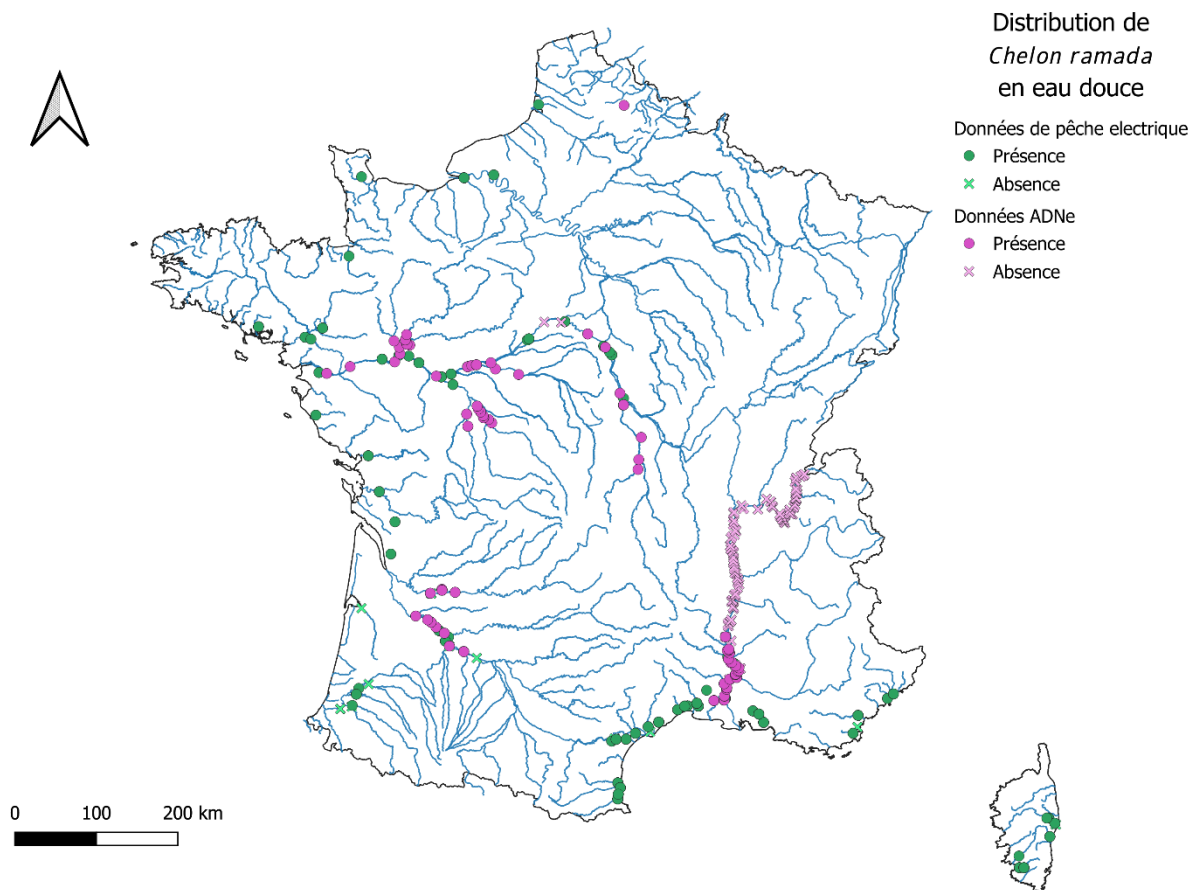 Distribution de
Chelon ramada
en eau douce
Données de pêche electrique
Présence
Absence
Données ADNe
Présence
Absence
0 100 200 km